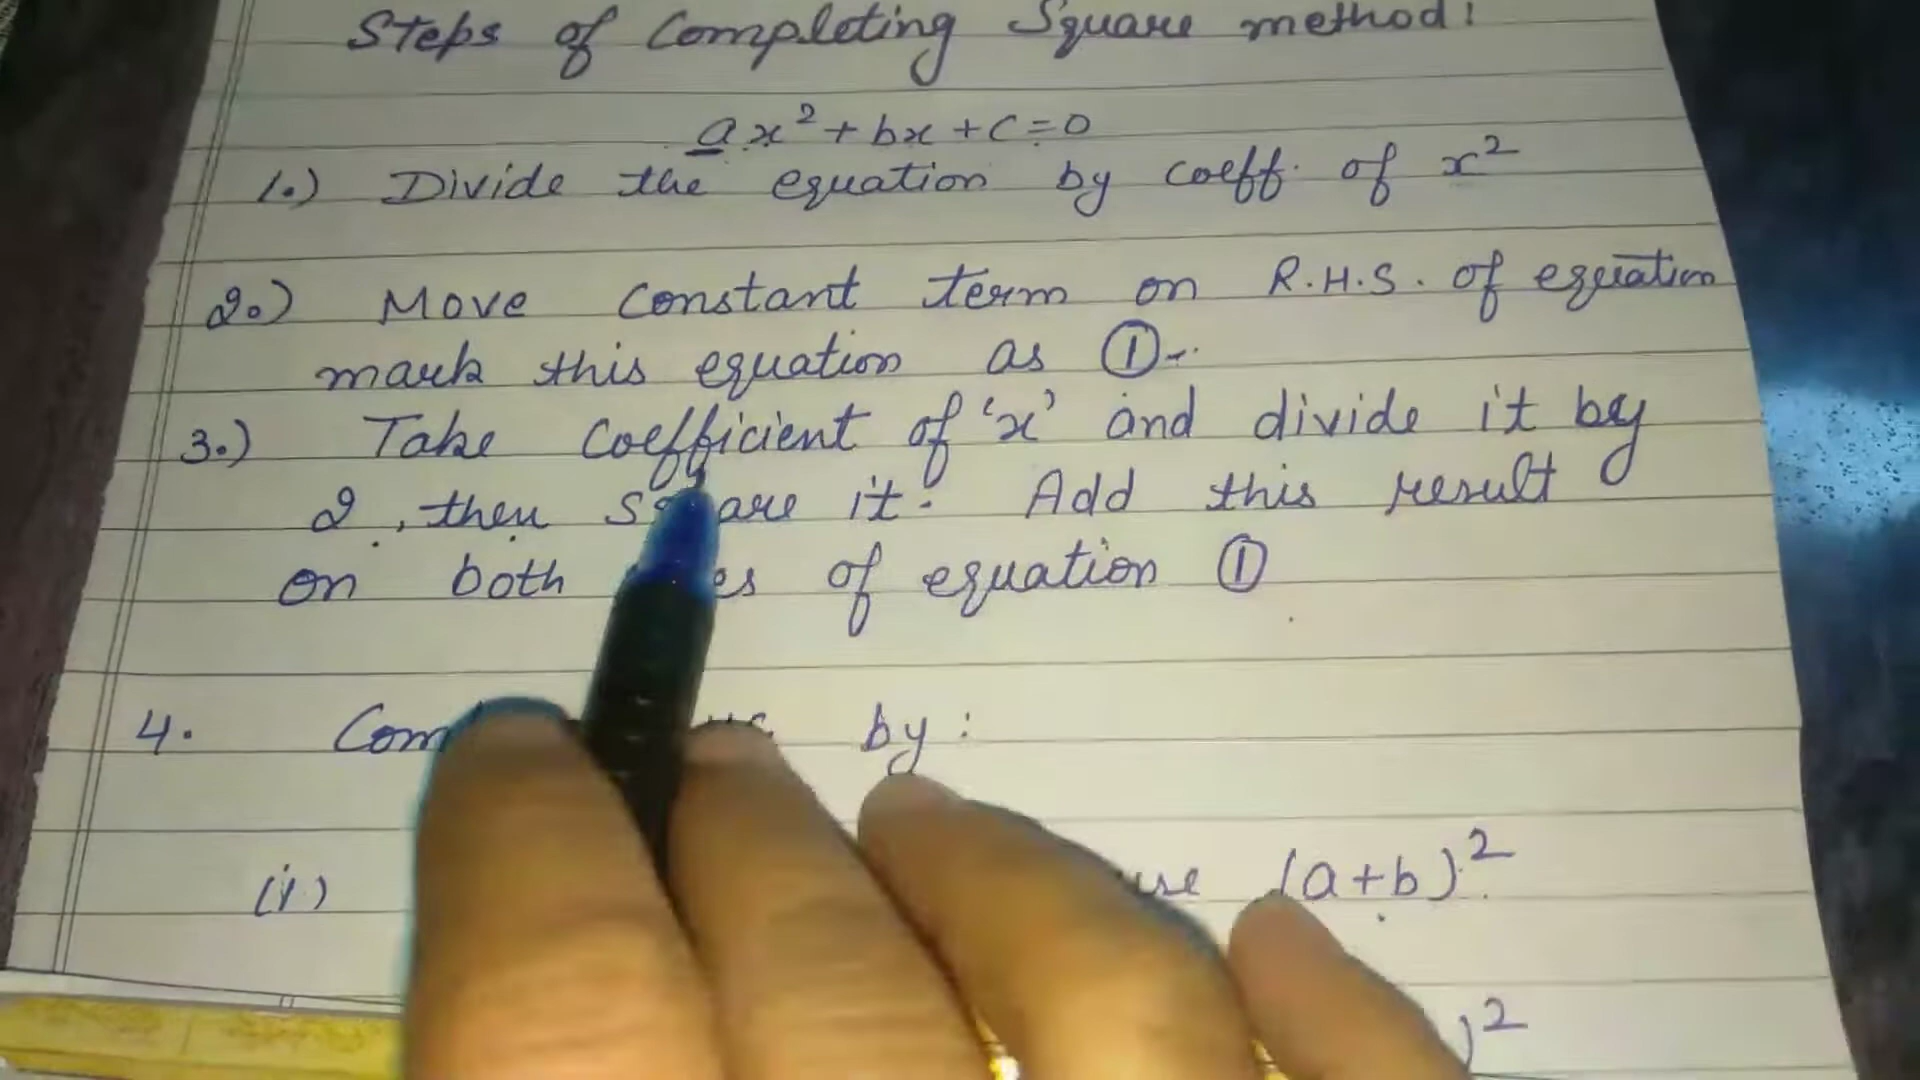 Steps of Completing Square method:
ax² + bx + c = 0
1.) Divide the equation by coeff. of x²
2.) Move constant term on R.H.S. of equation
mark this equation as ①
3.) Take Coefficient of 'x' and divide it by
2, then square it. Add this result
on both of equation ①
4. by:
(i) (a+b)²
)²